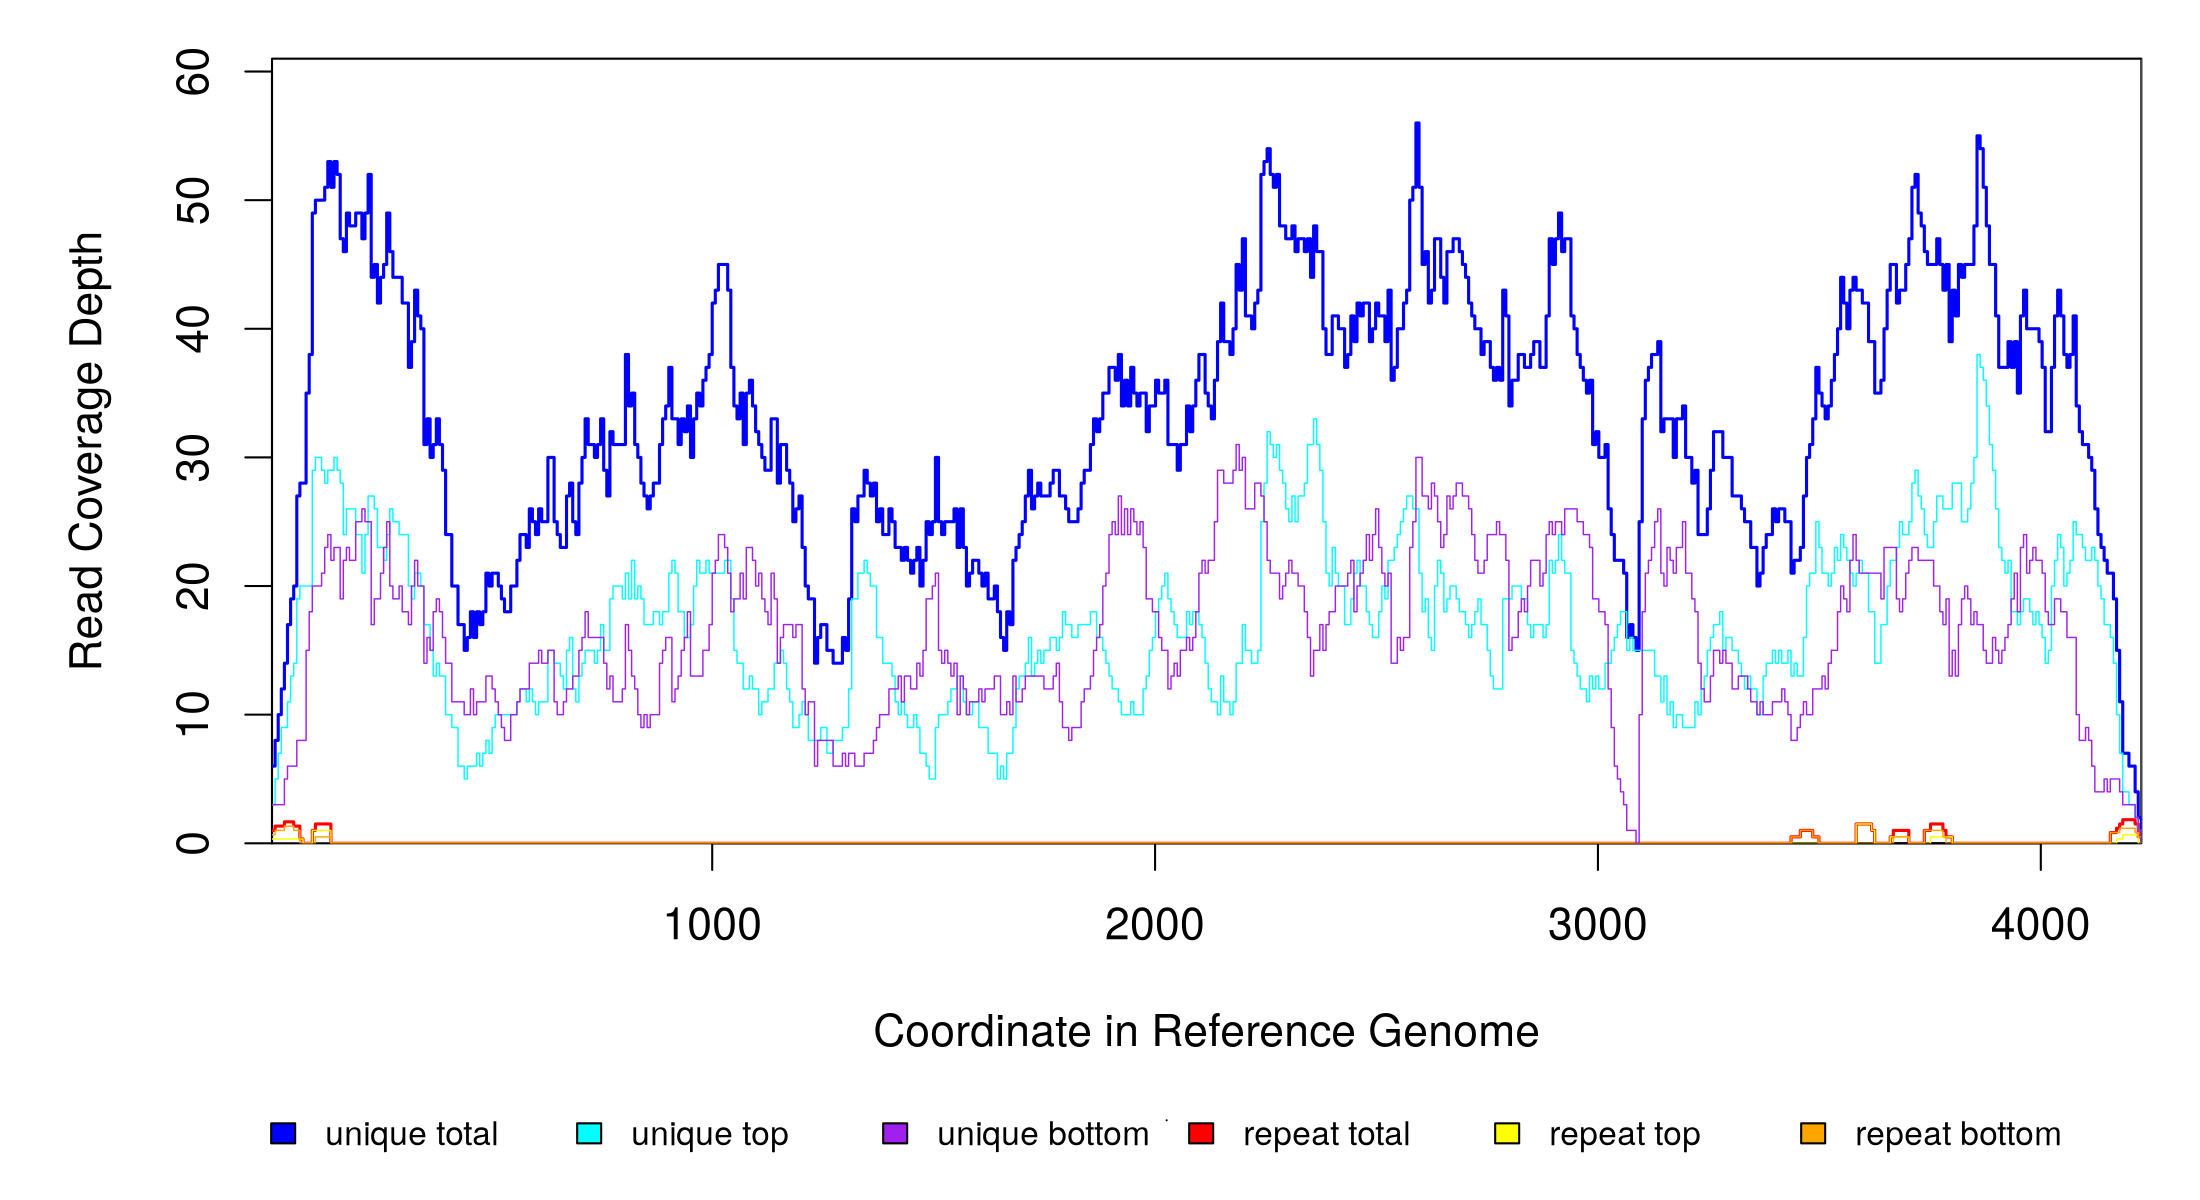 60
50
40
30
20
10
0
Read Coverage Depth
1000 2000 3000 4000
Coordinate in Reference Genome
unique total unique top unique bottom repeat total repeat top repeat bottom